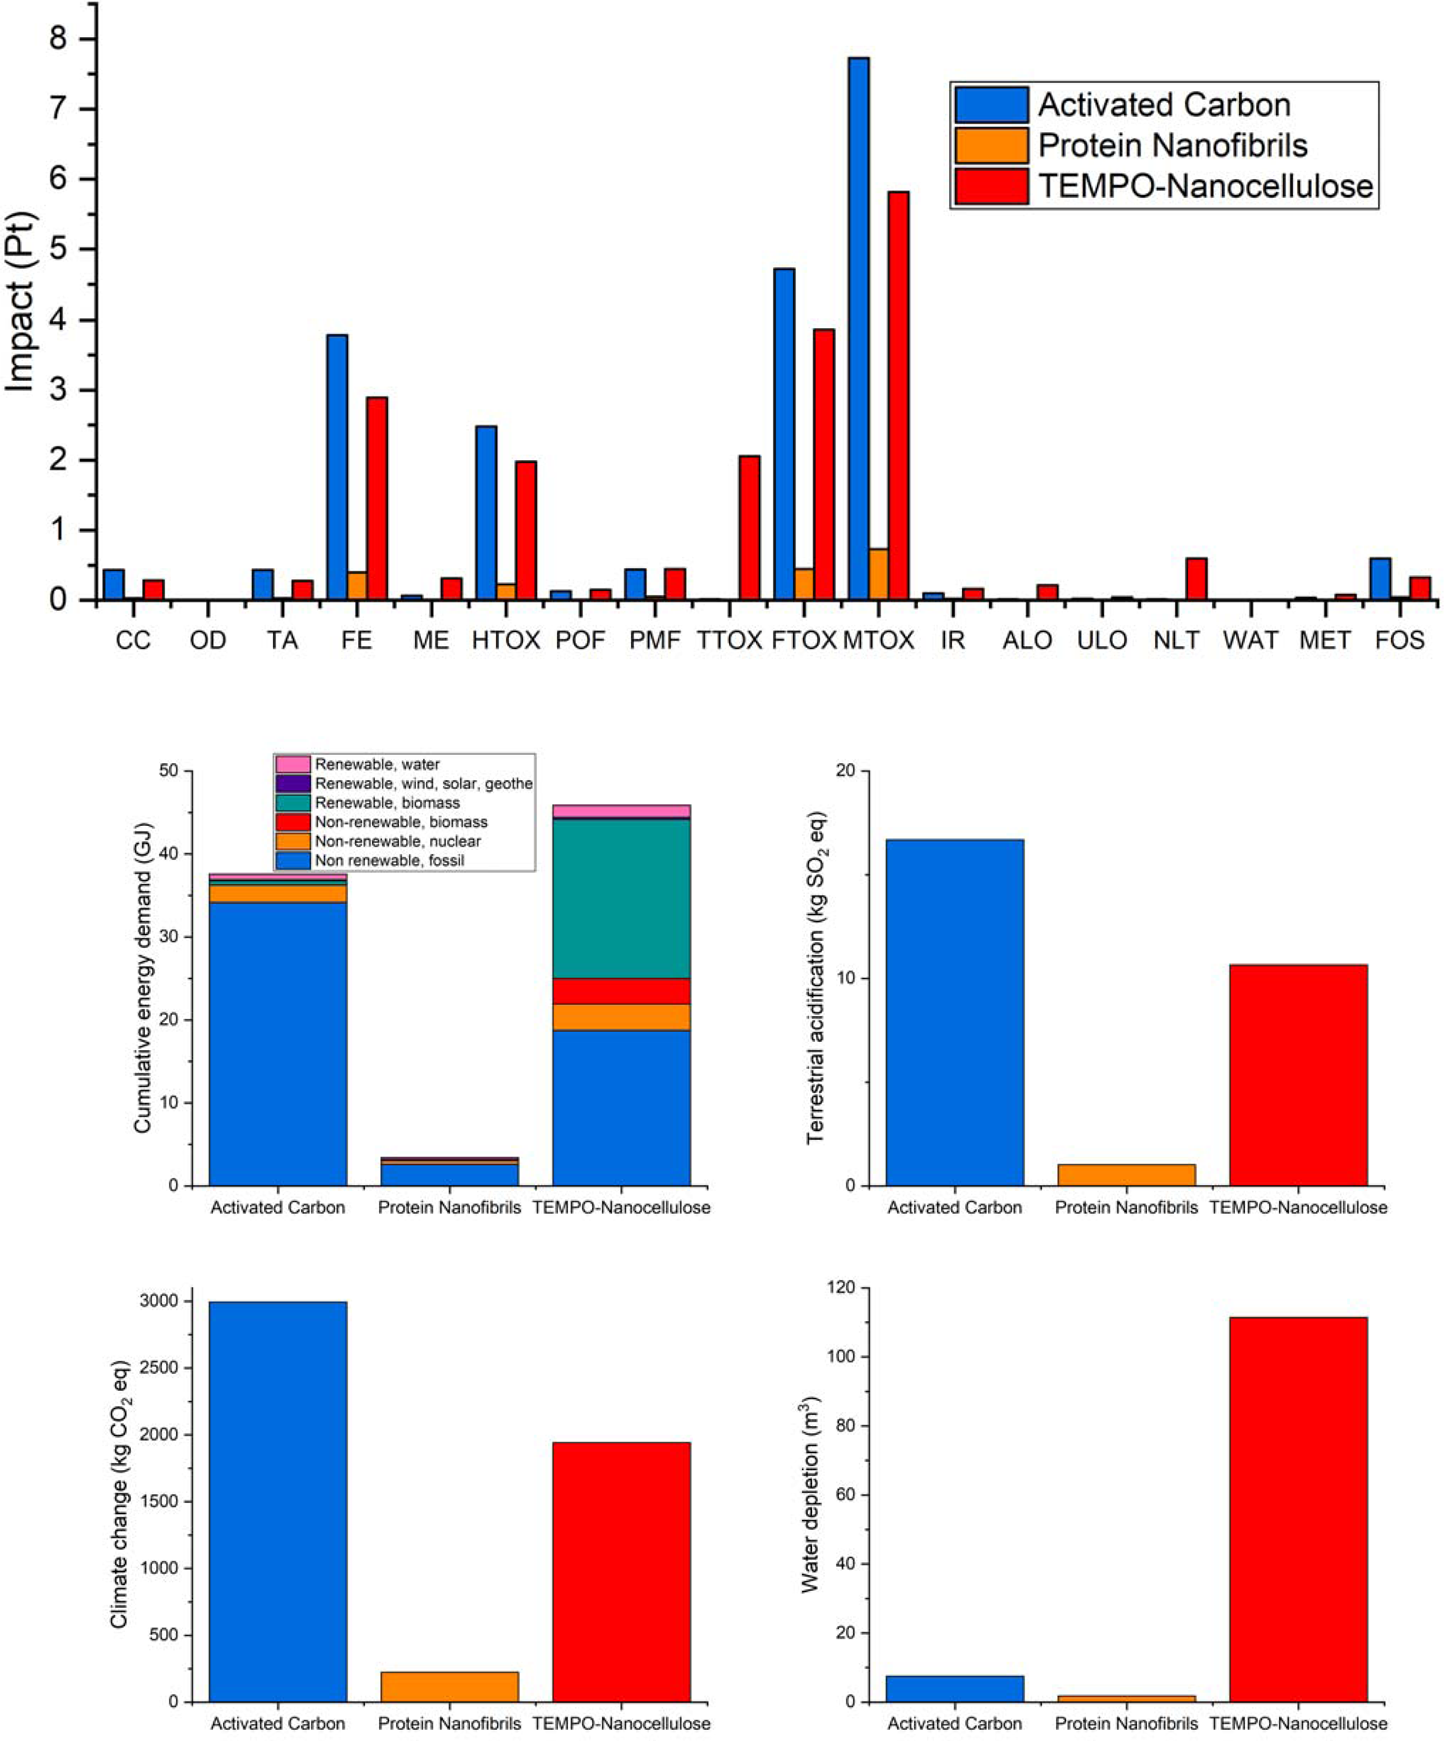 Impact (Pt)
8
7
6
5
4
3
2
1
0
Activated Carbon
Protein Nanofibrils
TEMPO-Nanocellulose
CC OD TA FE ME HTOX POF PMF TTOX FTOX MTOX IR ALO ULO NLT WAT MET FOS
Cumulative energy demand (GJ)
50
40
30
20
10
0
Renewable, water
Renewable, wind, solar, geothe
Renewable, biomass
Non-renewable, biomass
Non-renewable, nuclear
Non renewable, fossil
Activated Carbon Protein Nanofibrils TEMPO-Nanocellulose
Terrestrial acidification (kg SO₂ eq)
20
10
0
Activated Carbon Protein Nanofibrils TEMPO-Nanocellulose
Climate change (kg CO₂ eq)
3000
2500
2000
1500
1000
500
0
Activated Carbon Protein Nanofibrils TEMPO-Nanocellulose
Water depletion (m³)
120
100
80
60
40
20
0
Activated Carbon Protein Nanofibrils TEMPO-Nanocellulose